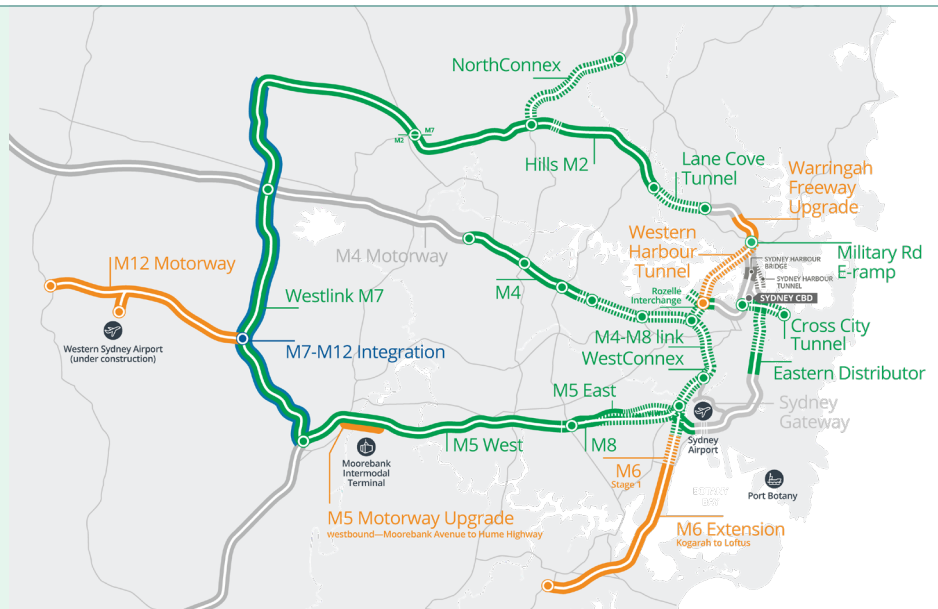 NorthConnex
M7
M2
Hills M2
Lane Cove
Tunnel
Warringah
Freeway
Upgrade
Western
Harbour
Tunnel
Military Rd
E-ramp
SYDNEY HARBOUR
BRIDGE
SYDNEY HARBOUR
TUNNEL
SYDNEY CBD
M4 Motorway
M12 Motorway
Rozelle
Interchange
Westlink M7
M4
Western Sydney Airport
(under construction)
M7-M12 Integration
M4-M8 link
WestConnex
Cross City
Tunnel
Eastern Distributor
M5 East
Sydney
Gateway
M5 West
M8
Sydney
Airport
Moorebank
Intermodal
Terminal
M6
Stage 1
BOTANY
BAY
Port Botany
M5 Motorway Upgrade
westbound—Moorebank Avenue to Hume Highway
M6 Extension
Kogarah to Loftus